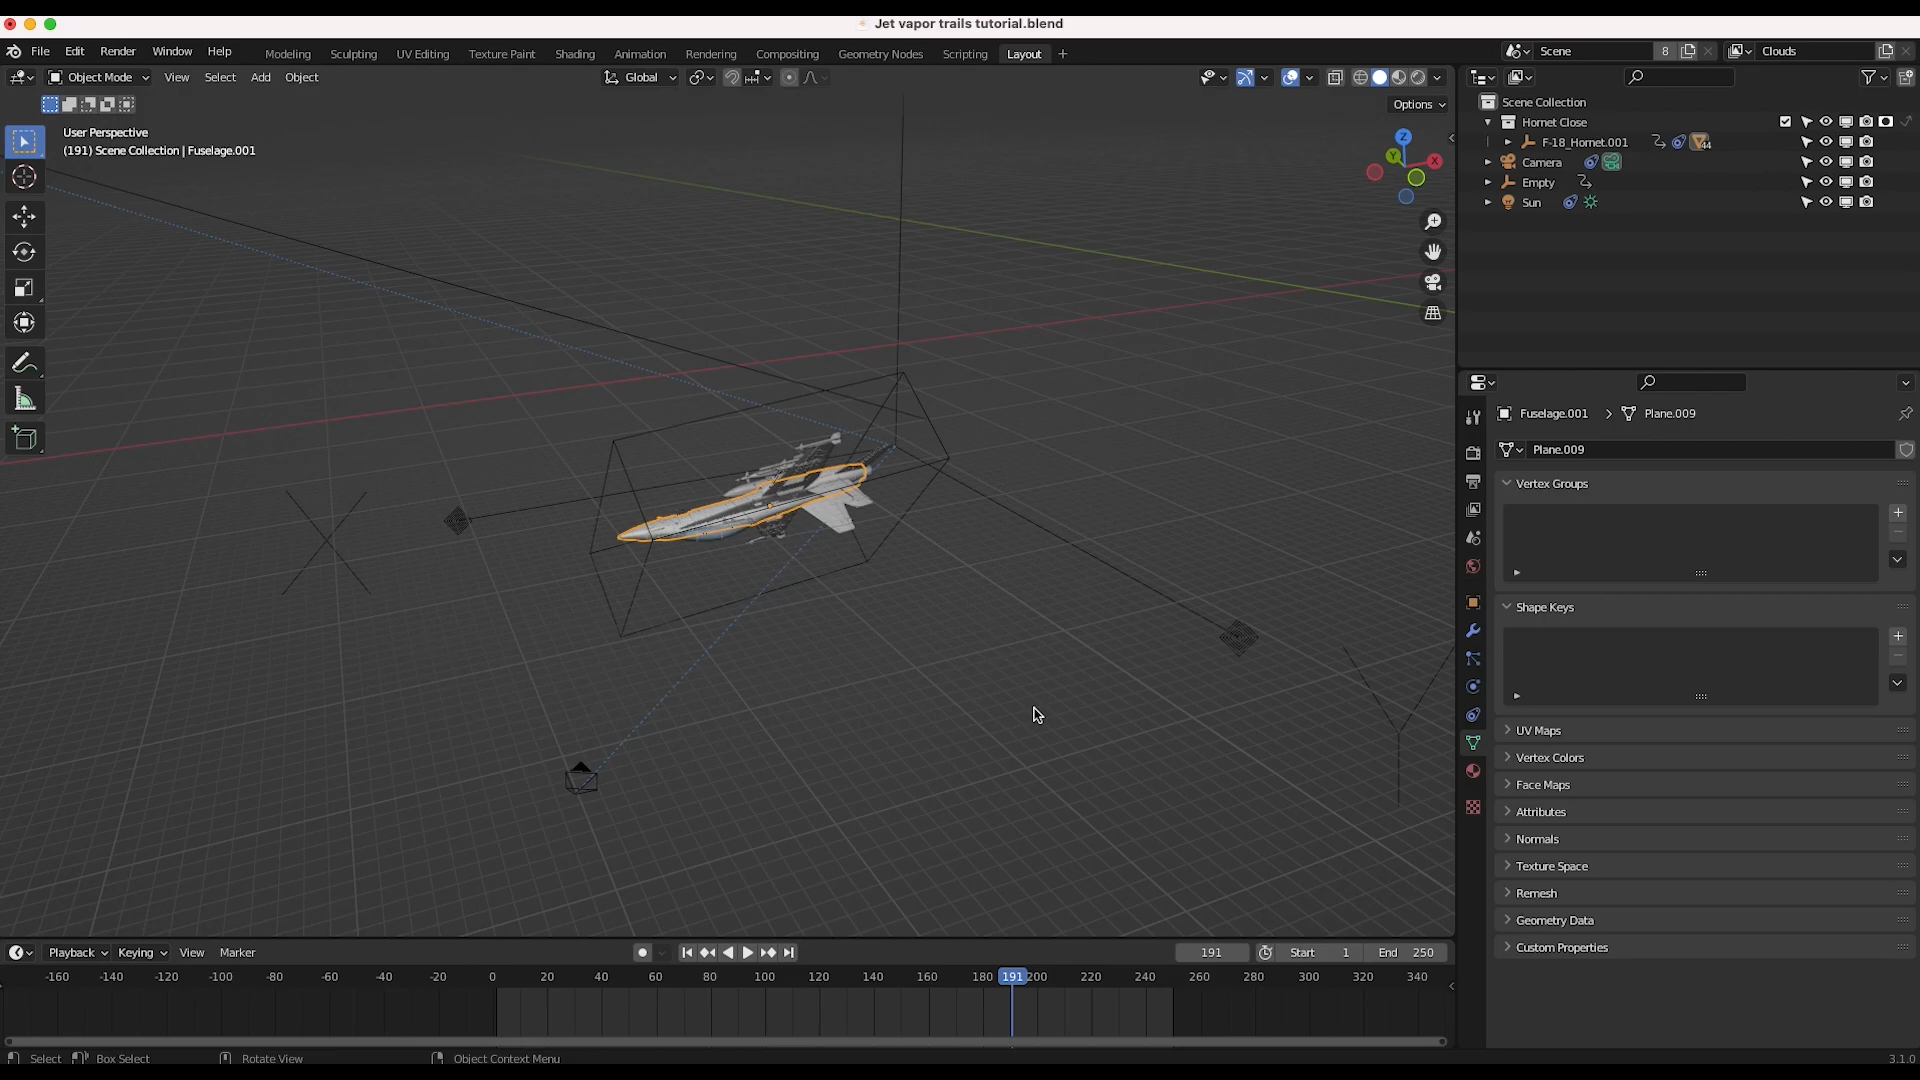 Jet vapor trails tutorial.blend
File Edit Render Window Help
Modeling Sculpting UV Editing Texture Paint Shading Animation Rendering Compositing Geometry Nodes Scripting Layout +
Scene 8 Clouds
Object Mode View Select Add Object
Global
Options
User Perspective
(191) Scene Collection | Fuselage.001
Z
Y
X
Scene Collection
Hornet Close
F-18_Hornet.001 44
Camera
Empty
Sun
Fuselage.001 Plane.009
Plane.009
Vertex Groups
Shape Keys
UV Maps
Vertex Colors
Face Maps
Attributes
Normals
Texture Space
Remesh
Geometry Data
Custom Properties
Playback Keying View Marker
191 Start 1 End 250
-160 -140 -120 -100 -80 -60 -40 -20 0 20 40 60 80 100 120 140 160 180 191 200 220 240 260 280 300 320 340
Select Box Select Rotate View Object Context Menu 3.1.0